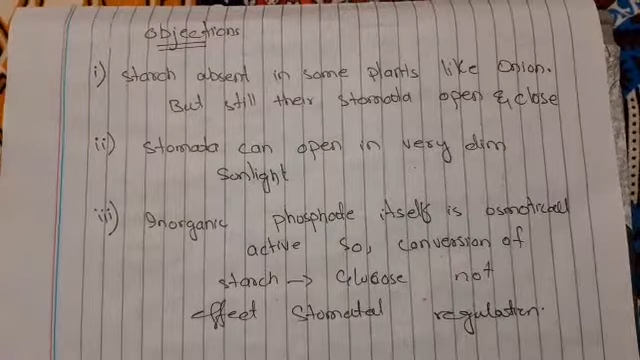 objections
i) starch absent in some plants like Onion.
But still their stomata open & close
ii) stomata can open in very dim
sunlight
iii) Inorganic phosphate itself is osmotically
active so, conversion of
starch → Glucose not
effect stomatal regulation.